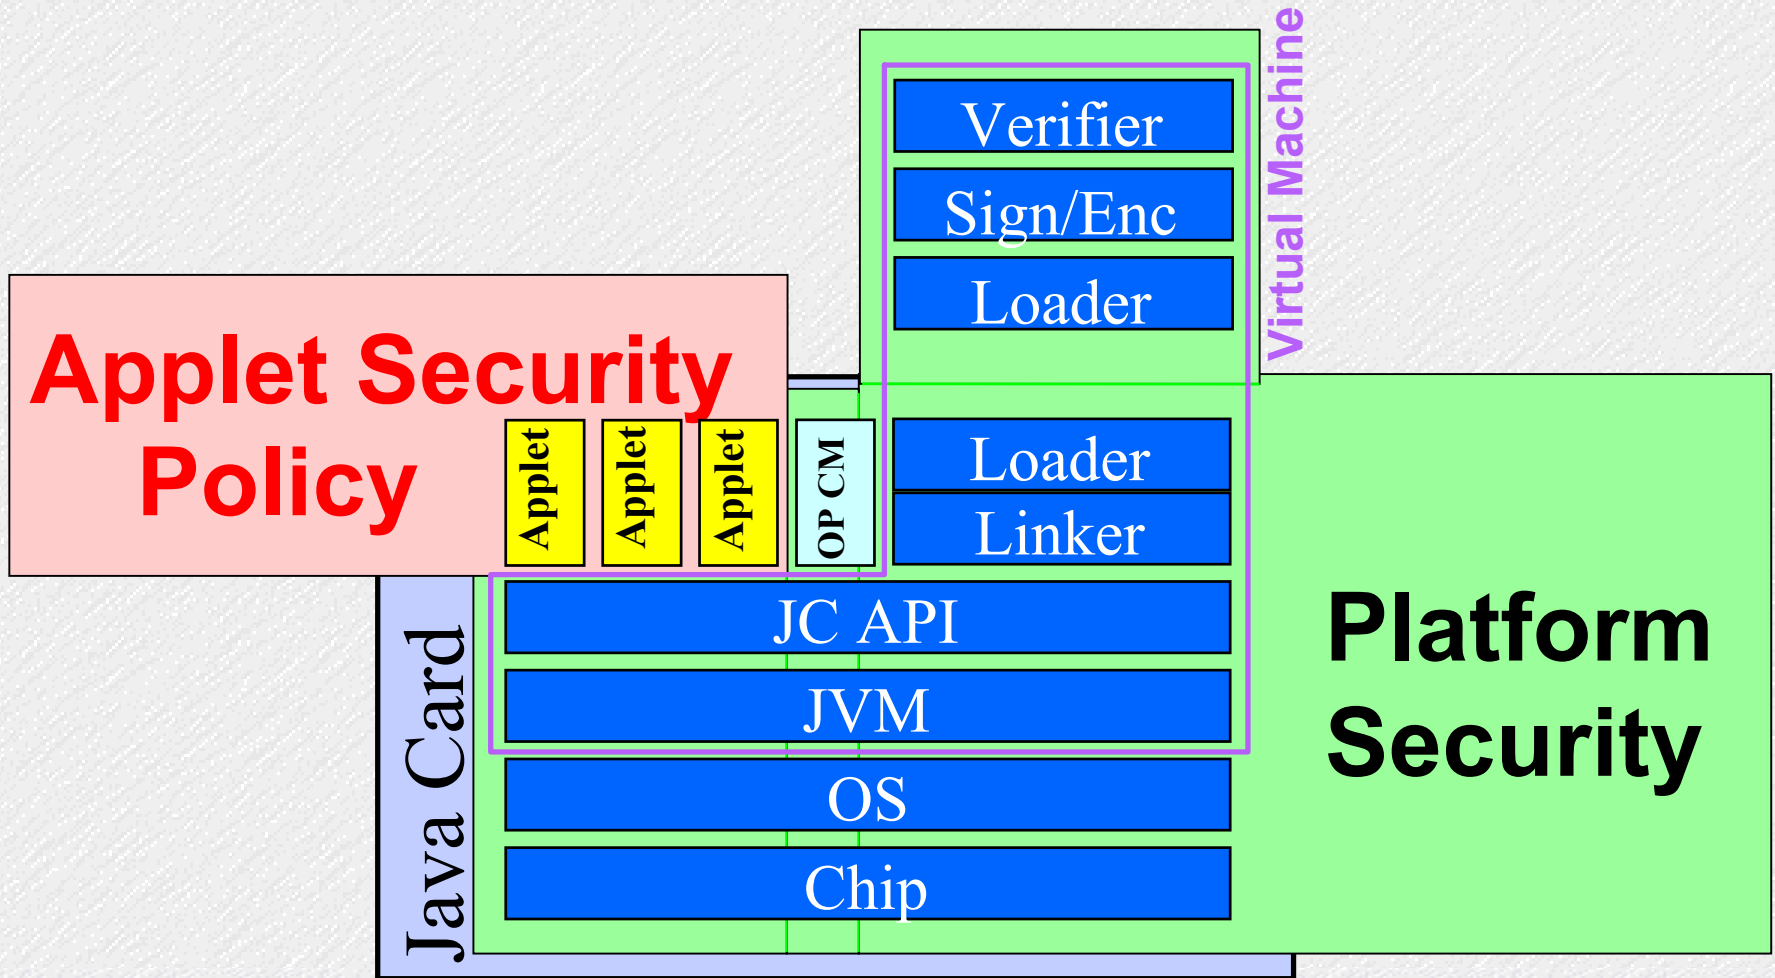 Virtual Machine
Verifier
Sign/Enc
Loader
Applet Security
Policy
Applet
Applet
Applet
OP CM
Loader
Linker
JC API
JVM
OS
Chip
Java Card
Platform
Security